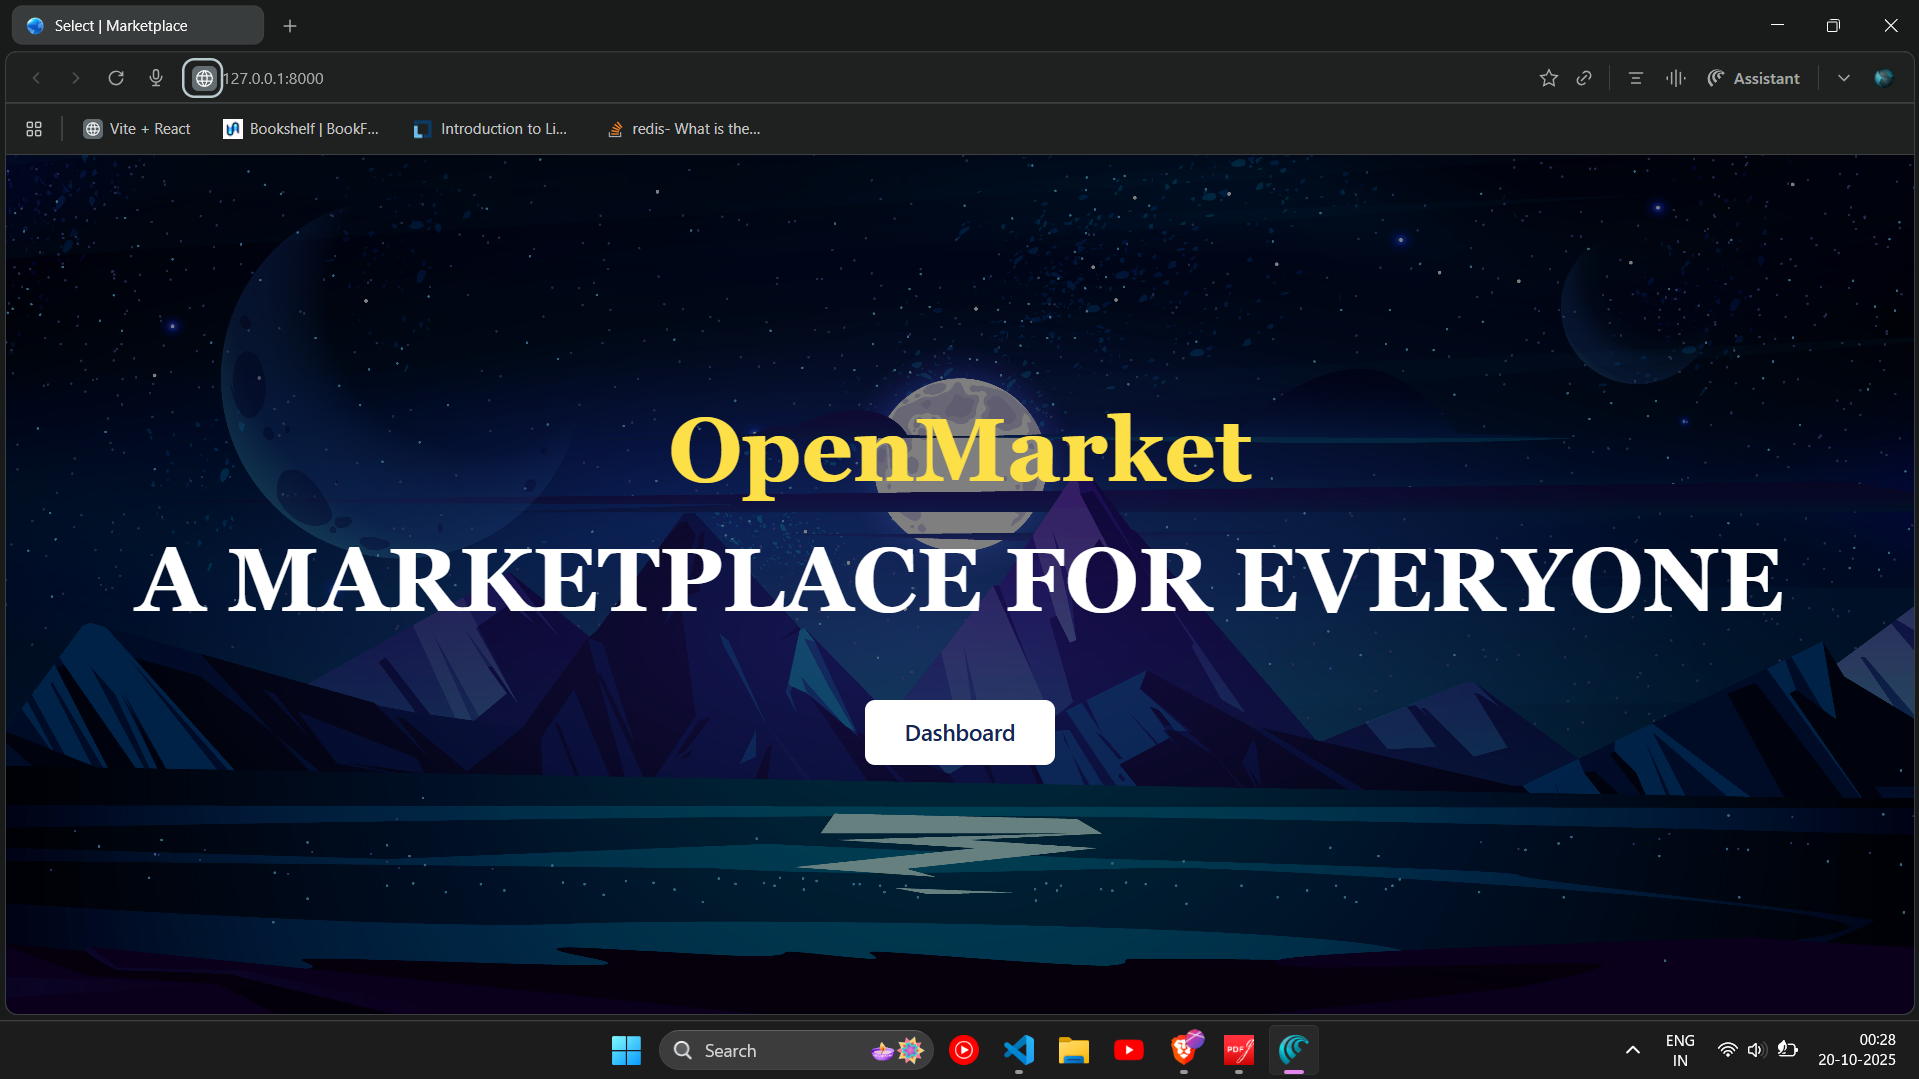 Select | Marketplace
127.0.0.1:8000
Assistant
Vite + React
Bookshelf | BookF...
Introduction to Li...
redis- What is the...
OpenMarket
A MARKETPLACE FOR EVERYONE
Dashboard
Search
PDF
ENG
IN
00:28
20-10-2025